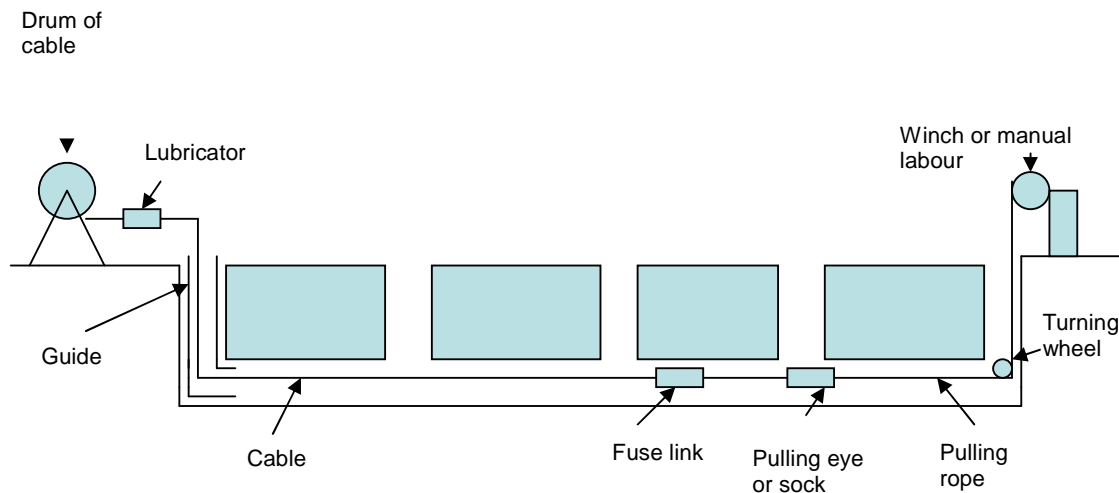 Drum of
cable
Winch or manual
labour
Lubricator
Turning
wheel
Guide
Cable
Fuse link
Pulling eye
or sock
Pulling
rope